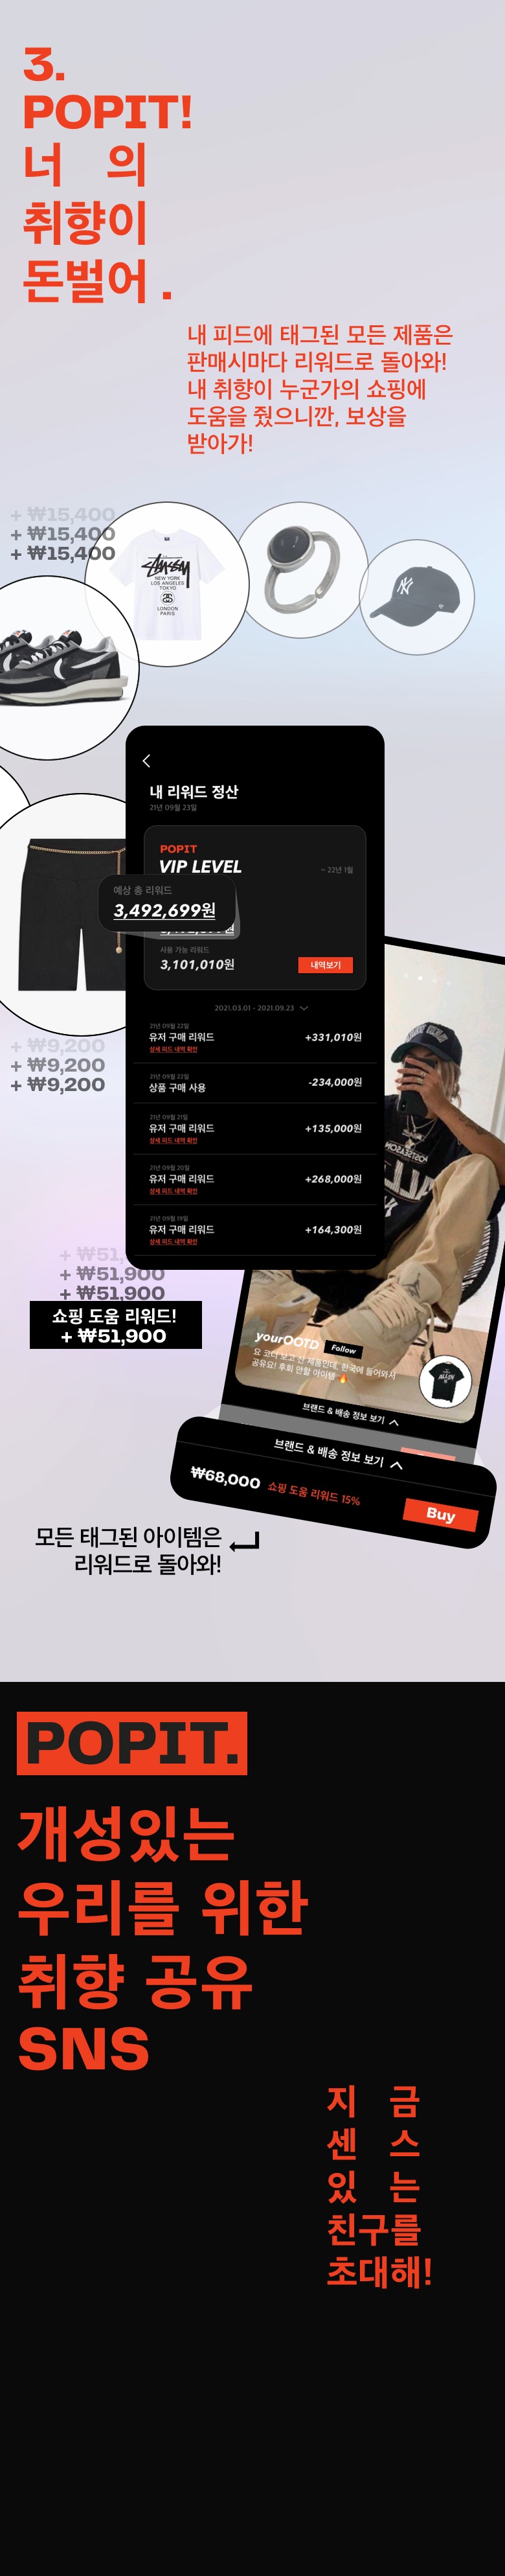 3.
POPIT!
너 의
취향이
돈벌어 .
내 피드에 태그된 모든 제품은
판매시마다 리워드로 돌아와!
내 취향이 누군가의 쇼핑에
도움을 줬으니깐, 보상을
받아가!
+ ₩15,400
+ ₩15,400
+ ₩15,400
Stussy
NEW YORK
LOS ANGELES
TOKYO
LONDON
PARIS
NY
내 리워드 정산
21년 09월 23일
POPIT
VIP LEVEL
~ 22년 1월
예상 총 리워드
3,492,699원
사용 가능 리워드
3,101,010원
내역보기
2021.03.01 - 2021.09.23
21년 09월 22일
유저 구매 리워드
+331,010원
상세 피드 내역 확인
21년 09월 22일
상품 구매 사용
-234,000원
21년 09월 21일
유저 구매 리워드
+135,000원
상세 피드 내역 확인
21년 09월 20일
유저 구매 리워드
+268,000원
상세 피드 내역 확인
21년 09월 19일
유저 구매 리워드
+164,300원
상세 피드 내역 확인
+ ₩9,200
+ ₩9,200
+ ₩9,200
+ ₩51,
+ ₩51,900
+ ₩51,900
쇼핑 도움 리워드!
+ ₩51,900
yourOOTD
Follow
요 코디 보고 산 제품인데, 한국에 들어와서
공유요! 후회 안할 아이템 🔥
브랜드 & 배송 정보 보기
브랜드 & 배송 정보 보기
₩68,000 쇼핑 도움 리워드 15%
Buy
모든 태그된 아이템은
리워드로 돌아와!
POPIT.
개성있는
우리를 위한
취향 공유
SNS
지 금
센 스
있 는
친구를
초대해!